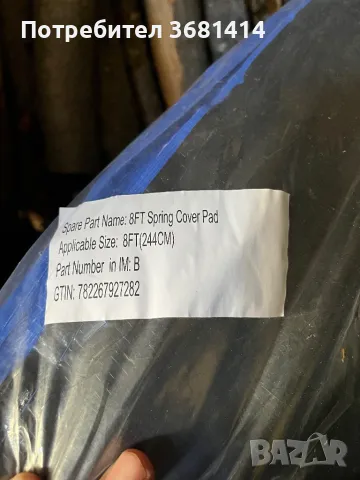 Потребител 3681414
Spare Part Name: 8FT Spring Cover Pad
Applicable Size: 8FT(244CM)
Part Number in IM: B
GTIN: 782267927282
BAZAR